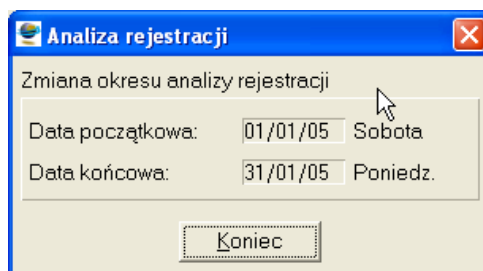 Analiza rejestracji
Zmiana okresu analizy rejestracji
Data początkowa: 01/01/05 Sobota
Data końcowa: 31/01/05 Poniedz.
Koniec